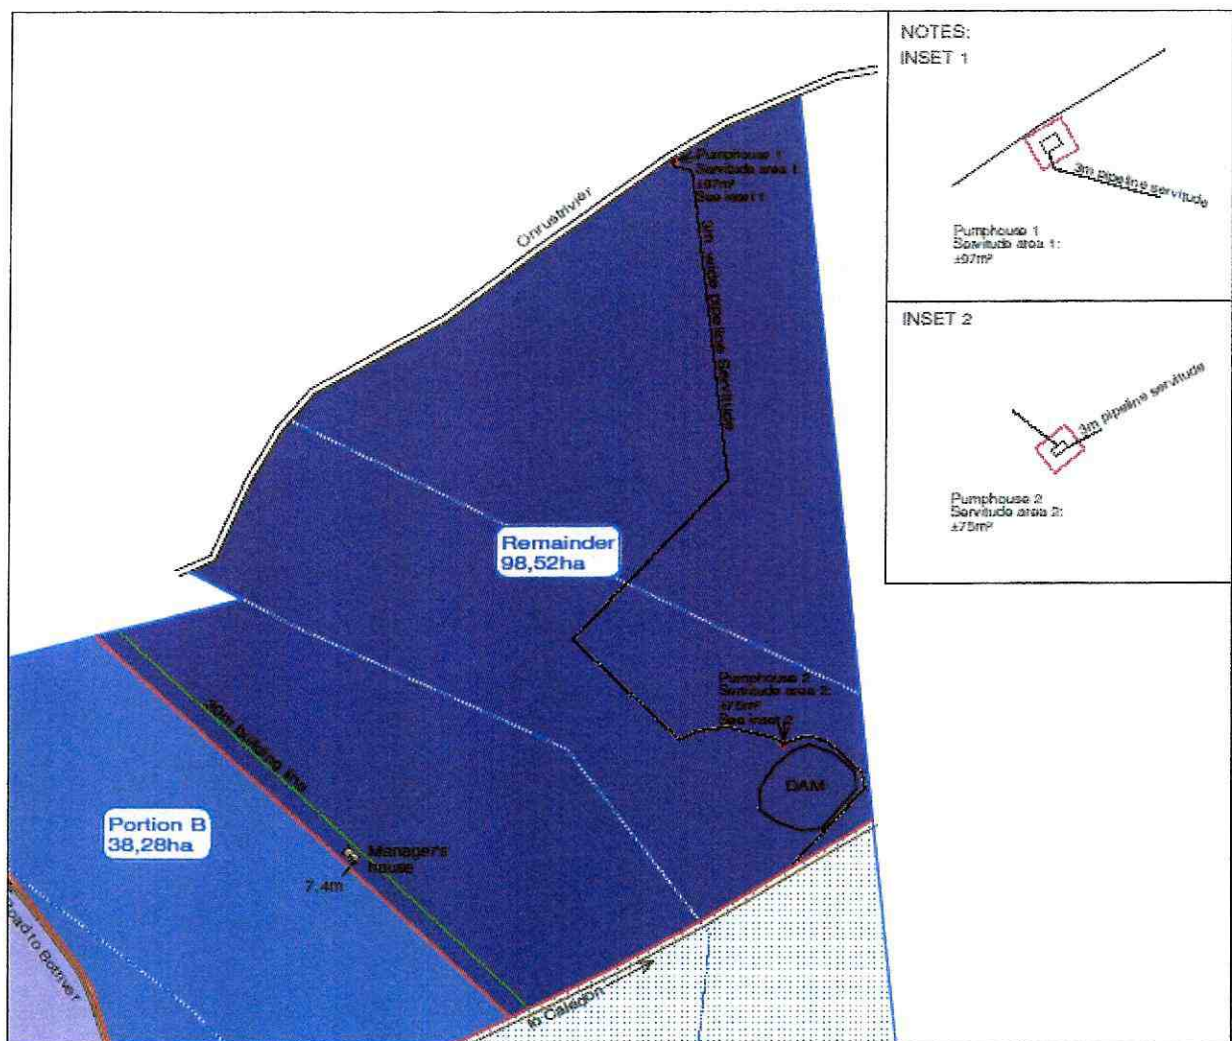 NOTES:
INSET 1
3m pipeline servitude
Pumphouse 1
Servitude area 1:
±97m²
INSET 2
3m pipeline servitude
Pumphouse 2
Servitude area 2:
±75m²
Onrustrivier
Pumphouse 1
Servitude area 1:
±97m²
See inset 1
3m wide pipeline Servitude
Remainder
98,52ha
Pumphouse 2
Servitude area 2:
±75m²
See inset 2
DAM
30m building line
Portion B
38,28ha
Manager's
house
7.4m
Road to Botriver
to Caledon